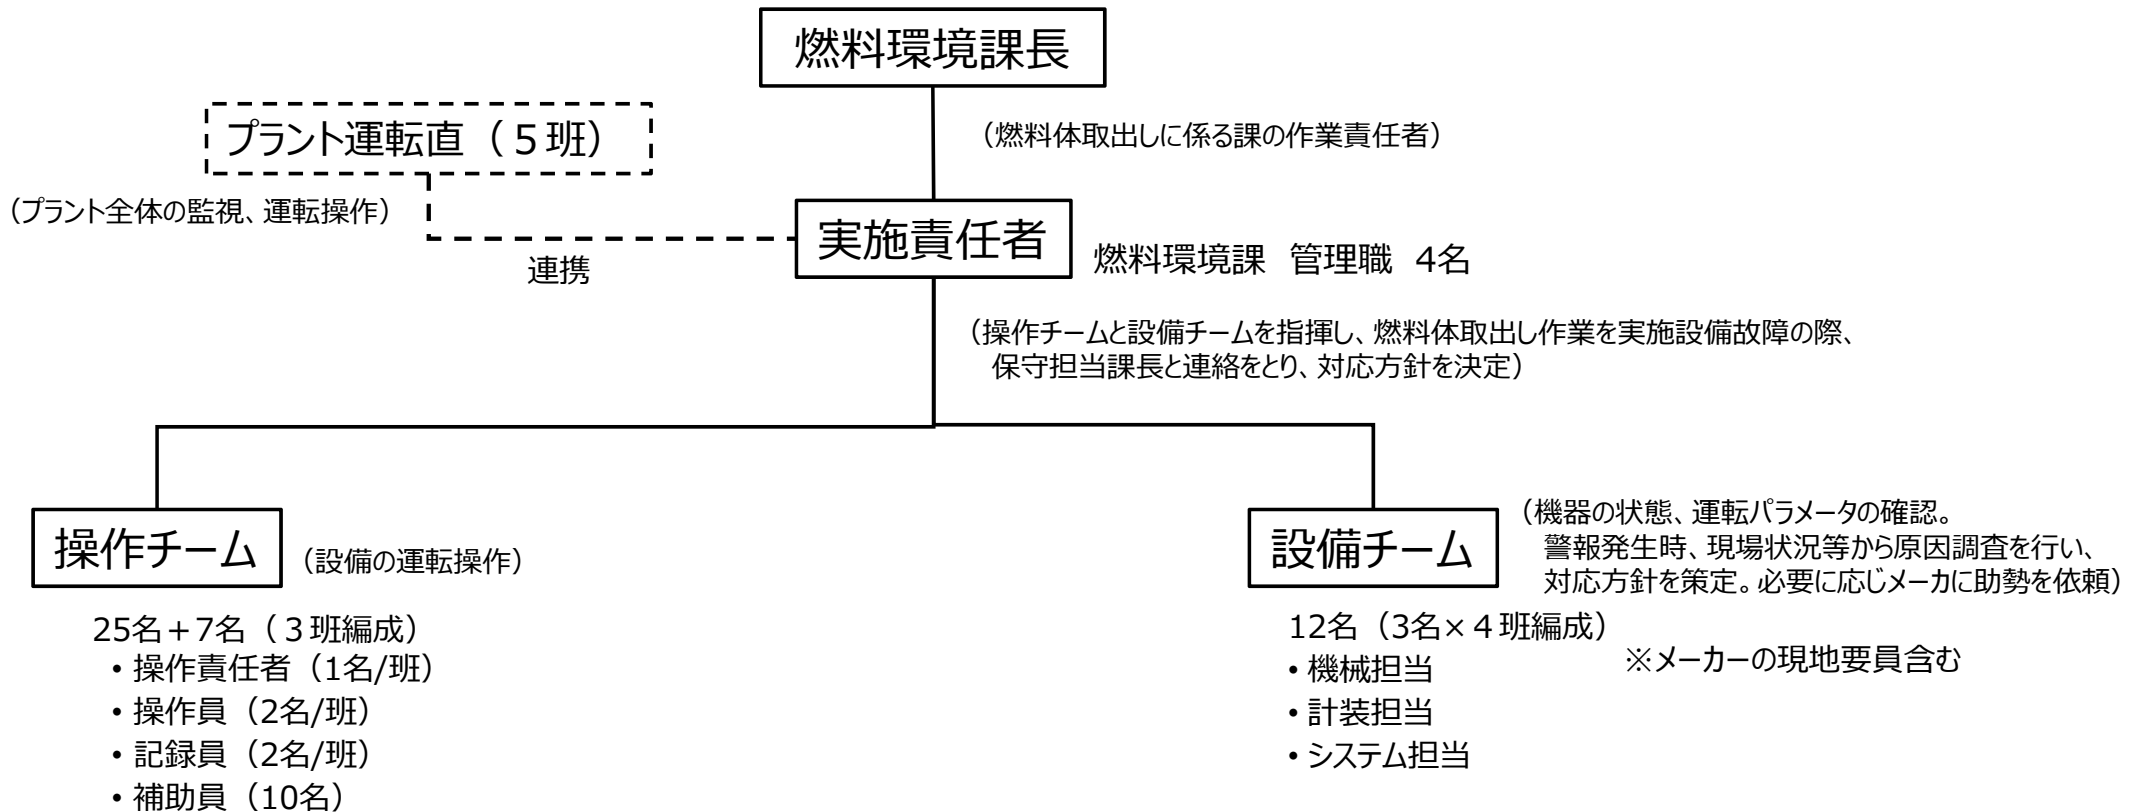 燃料環境課長
プラント運転直（５班）
（燃料体取出しに係る課の作業責任者）
（プラント全体の監視、運転操作）
連携
実施責任者
燃料環境課　管理職　4名
（操作チームと設備チームを指揮し、燃料体取出し作業を実施設備故障の際、
保守担当課長と連絡をとり、対応方針を決定）
操作チーム
（設備の運転操作）
25名＋7名（３班編成）
・操作責任者（1名/班）
・操作員（2名/班）
・記録員（2名/班）
・補助員（10名）
設備チーム
（機器の状態、運転パラメータの確認。
警報発生時、現場状況等から原因調査を行い、
対応方針を策定。必要に応じメーカに助勢を依頼）
12名（3名×４班編成）
※メーカーの現地要員含む
・機械担当
・計装担当
・システム担当